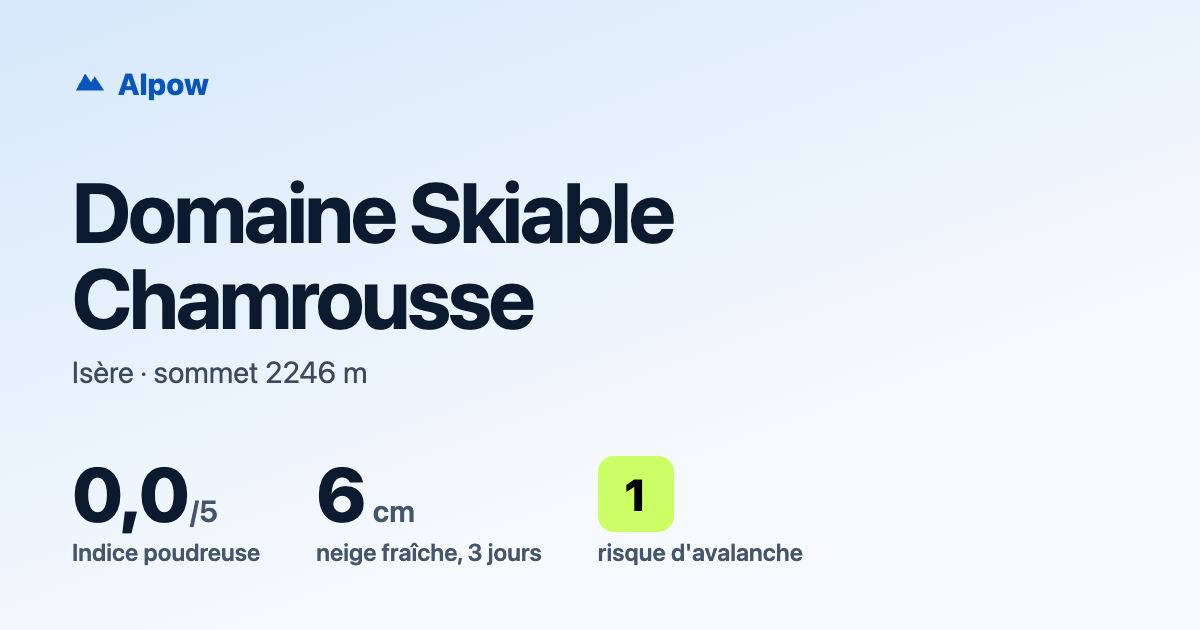 Alpow
Domaine Skiable
Chamrousse
Isère · sommet 2246 m
0,0/5
Indice poudreuse
6 cm
neige fraîche, 3 jours
1
risque d'avalanche